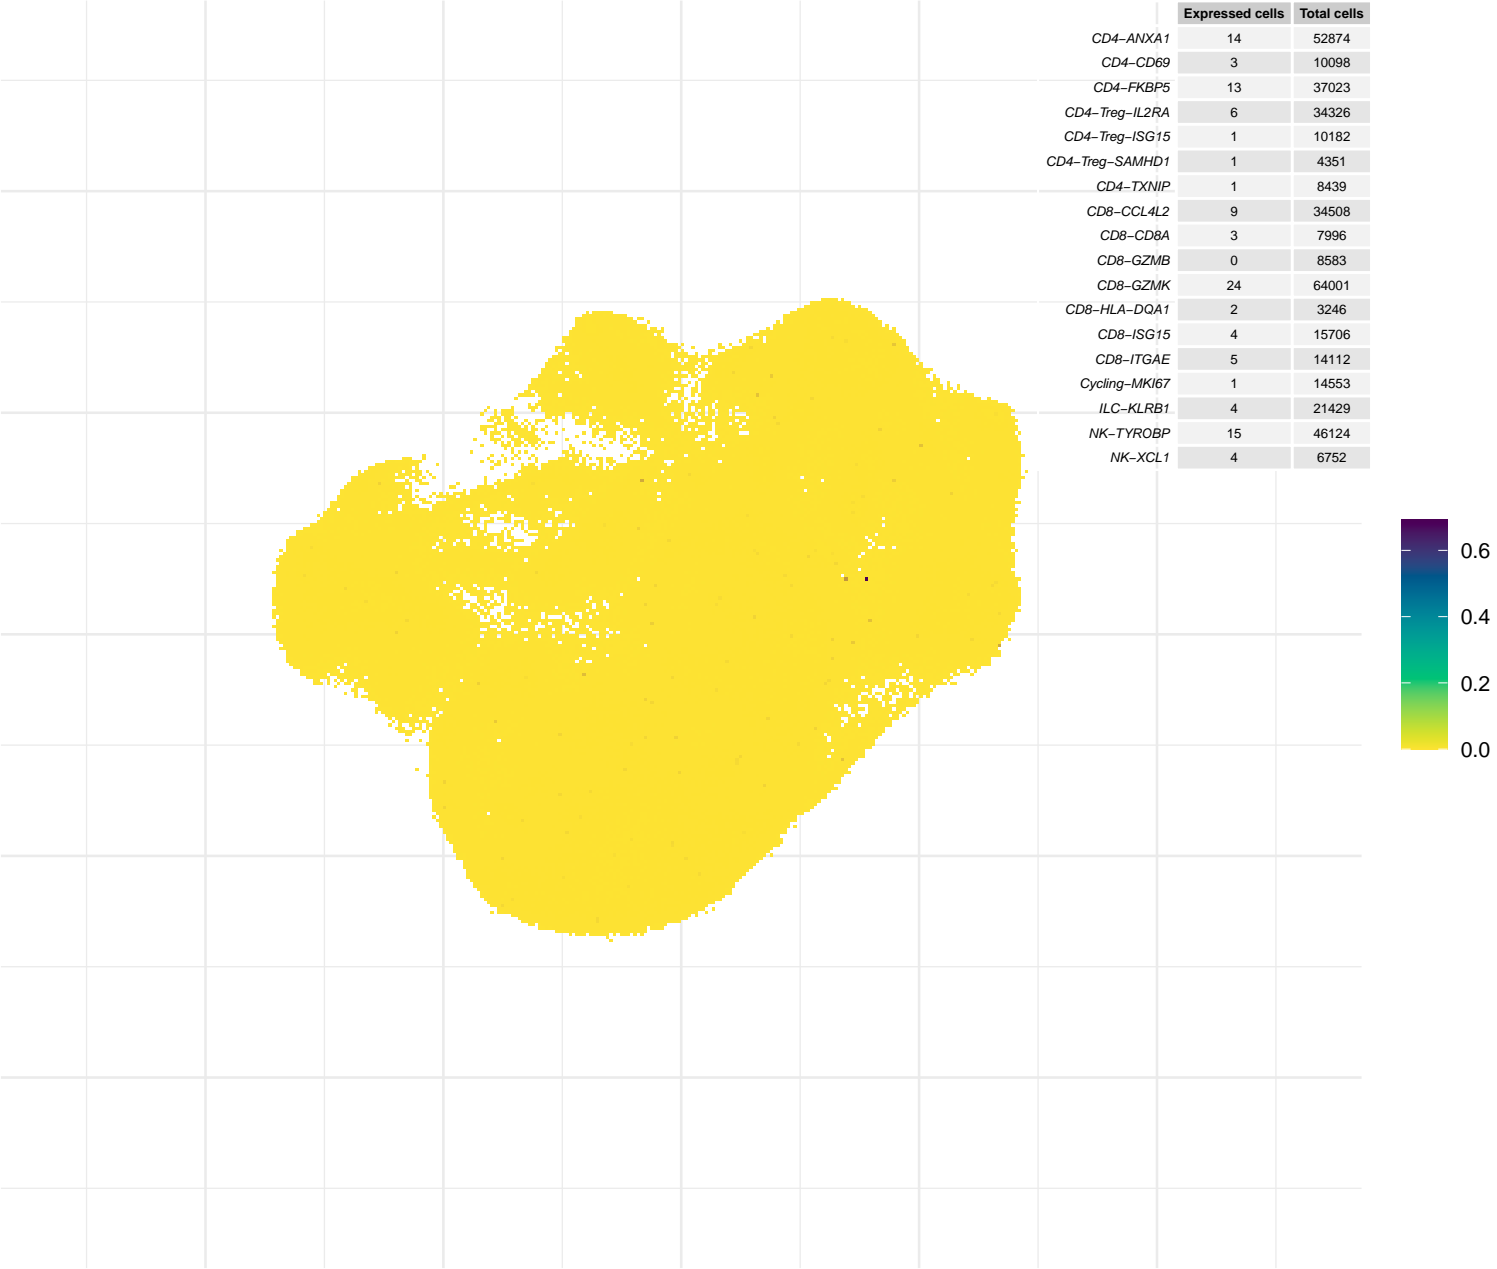 Expressed cells Total cells
CD4−ANXA1 14 52874
CD4−CD69 3 10098
CD4−FKBP5 13 37023
CD4−Treg−IL2RA 6 34326
CD4−Treg−ISG15 1 10182
CD4−Treg−SAMHD1 1 4351
CD4−TXNIP 1 8439
CD8−CCL4L2 9 34508
CD8−CD8A 3 7996
CD8−GZMB 0 8583
CD8−GZMK 24 64001
CD8−HLA−DQA1 2 3246
CD8−ISG15 4 15706
CD8−ITGAE 5 14112
Cycling−MKI67 1 14553
ILC−KLRB1 4 21429
NK−TYROBP 15 46124
NK−XCL1 4 6752
0.6
0.4
0.2
0.0